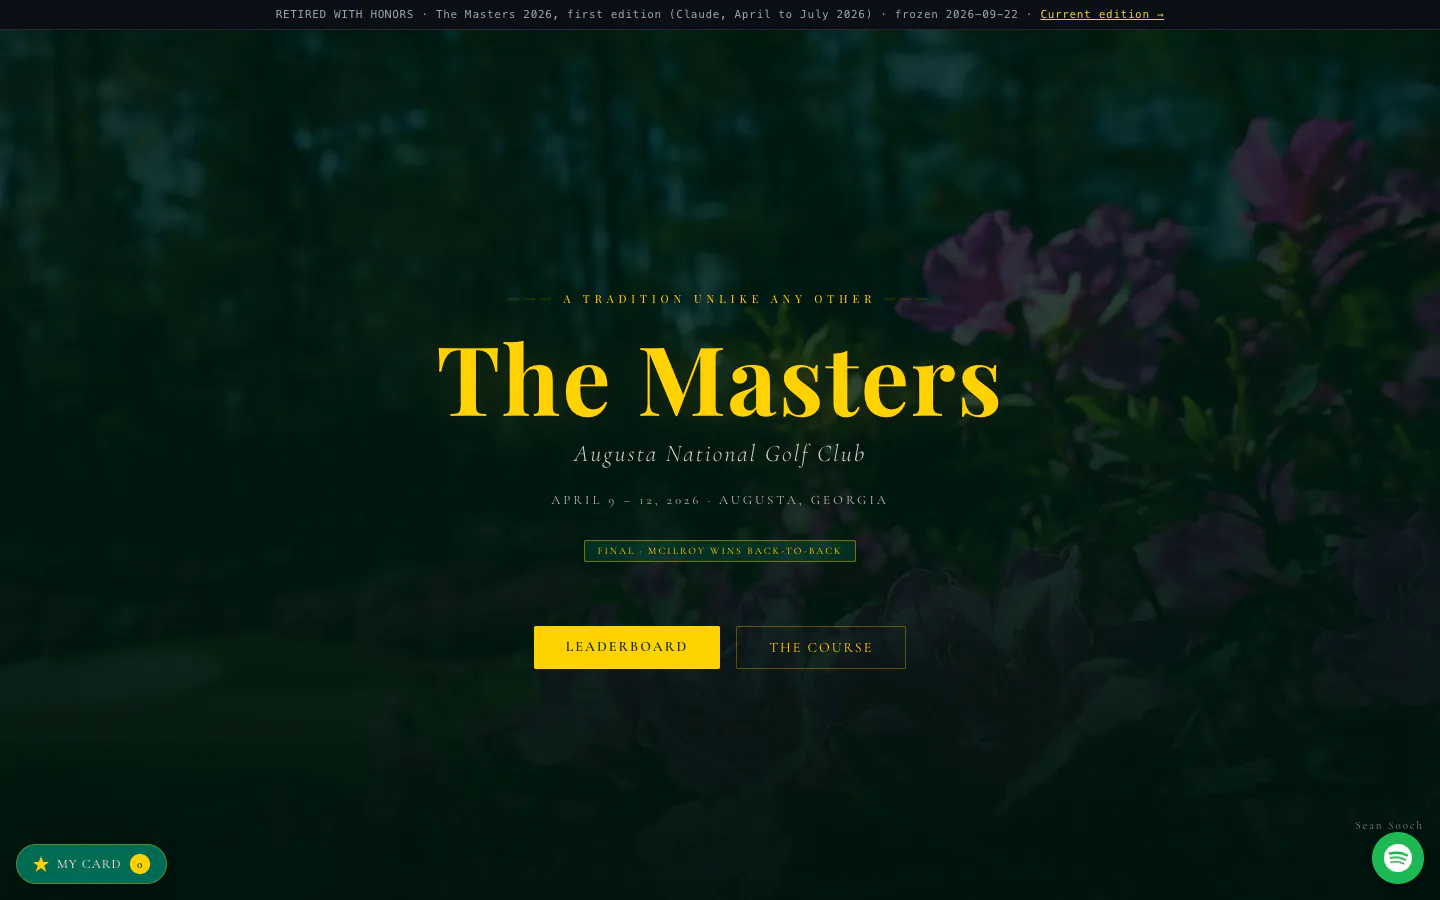 RETIRED WITH HONORS · The Masters 2026, first edition (Claude, April to July 2026) · frozen 2026-09-22 · Current edition →
A TRADITION UNLIKE ANY OTHER
The Masters
Augusta National Golf Club
APRIL 9 – 12, 2026 · AUGUSTA, GEORGIA
FINAL · MCILROY WINS BACK-TO-BACK
LEADERBOARD
THE COURSE
Sean Sooch
MY CARD 0